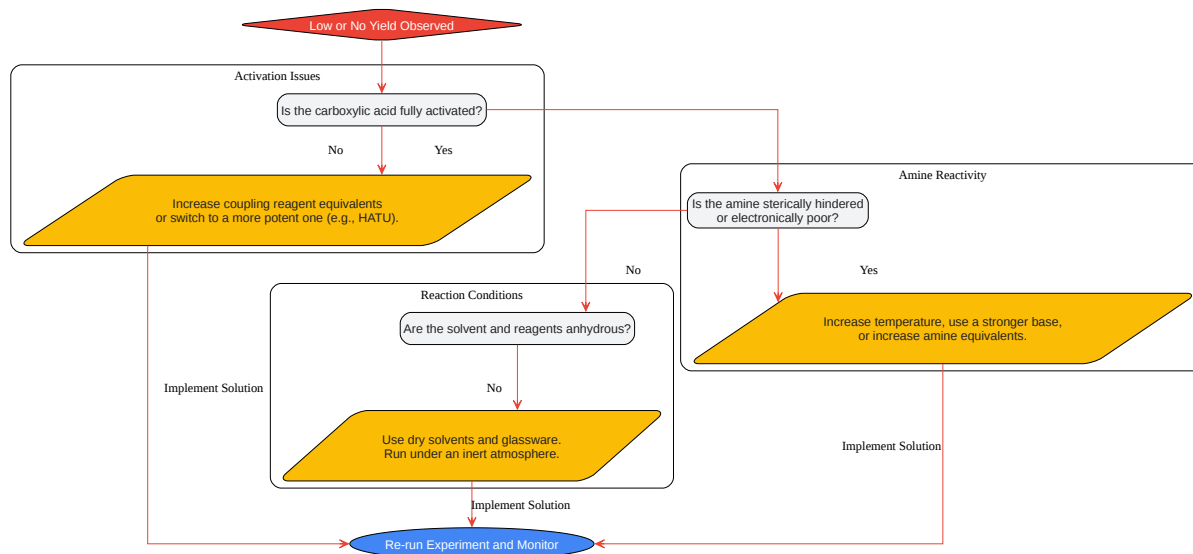 Low or No Yield Observed
Activation Issues
Is the carboxylic acid fully activated?
No
Yes
Increase coupling reagent equivalents
or switch to a more potent one (e.g., HATU).
Amine Reactivity
Is the amine sterically hindered
or electronically poor?
No
Yes
Reaction Conditions
Are the solvent and reagents anhydrous?
Increase temperature, use a stronger base,
or increase amine equivalents.
Implement Solution
No
Use dry solvents and glassware.
Run under an inert atmosphere.
Implement Solution
Implement Solution
Re-run Experiment and Monitor